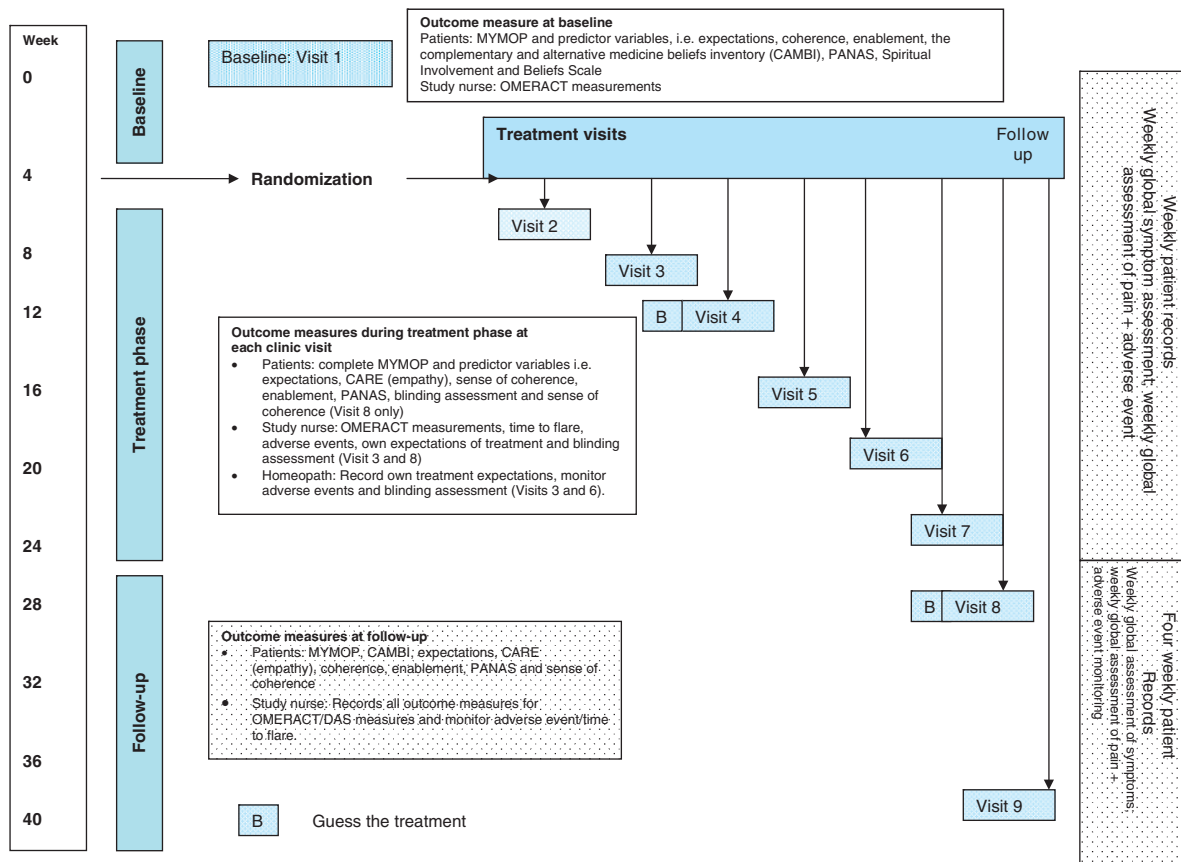 Week
0
4
8
12
16
20
24
28
32
36
40
Baseline
Treatment phase
Follow-up
Baseline: Visit 1
Outcome measure at baseline
Patients: MYMOP and predictor variables, i.e. expectations, coherence, enablement, the
complementary and alternative medicine beliefs inventory (CAMBI), PANAS, Spiritual
Involvement and Beliefs Scale
Study nurse: OMERACT measurements
Treatment visits
Follow
up
Randomization
Visit 2
Visit 3
B
Visit 4
Visit 5
Visit 6
Visit 7
B
Visit 8
Visit 9
Outcome measures during treatment phase at
each clinic visit
• Patients: complete MYMOP and predictor variables i.e.
expectations, CARE (empathy), sense of coherence,
enablement, PANAS, blinding assessment and sense of
coherence (Visit 8 only)
• Study nurse: OMERACT measurements, time to flare,
adverse events, own expectations of treatment and blinding
assessment (Visit 3 and 8)
• Homeopath: Record own treatment expectations, monitor
adverse events and blinding assessment (Visits 3 and 6).
Outcome measures at follow-up
• Patients: MYMOP, CAMBI, expectations, CARE
(empathy), coherence, enablement, PANAS and sense of
coherence
• Study nurse: Records all outcome measures for
OMERACT/DAS measures and monitor adverse event/time
to flare.
B
Guess the treatment
Weekly patient records
Weekly global symptom assessment; weekly global
assessment of pain + adverse event
Four weekly patient
Records
Weekly global assessment of symptoms;
weekly global assessment of pain +
adverse event monitoring